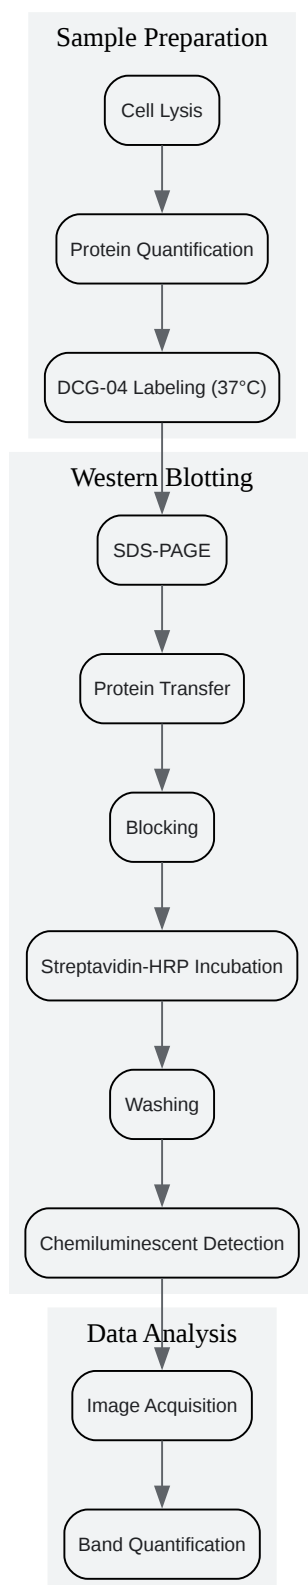 Sample Preparation
Cell Lysis
Protein Quantification
DCG-04 Labeling (37°C)
Western Blotting
SDS-PAGE
Protein Transfer
Blocking
Streptavidin-HRP Incubation
Washing
Chemiluminescent Detection
Data Analysis
Image Acquisition
Band Quantification